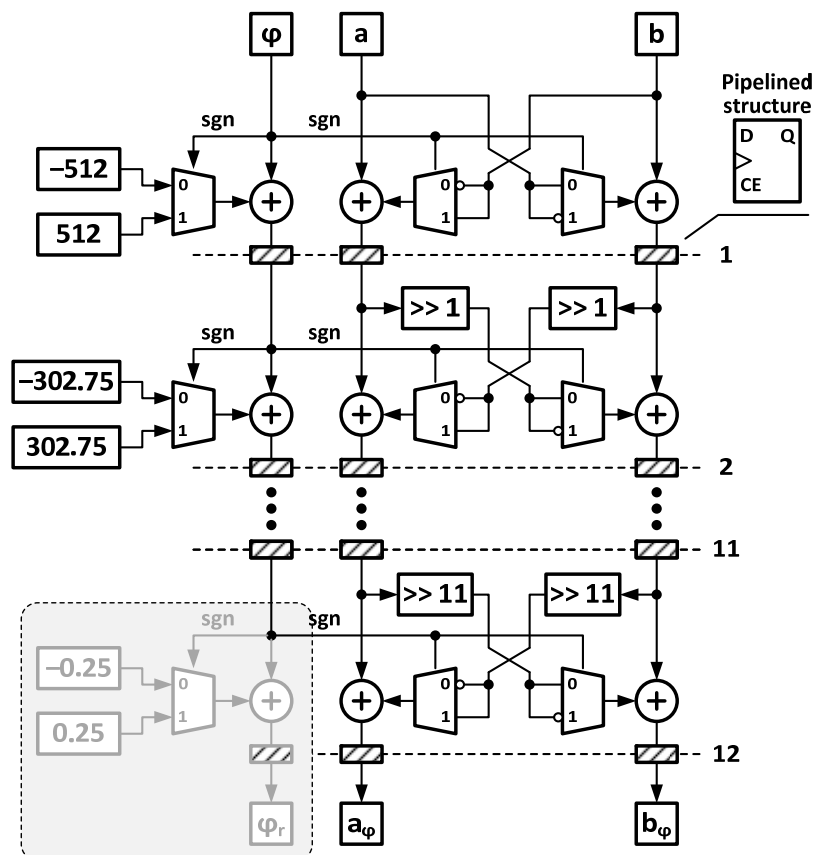 φ a b
Pipelined
structure
D Q
CE
sgn sgn
−512 0 0 0
512 1 1 1
1
>> 1 >> 1
sgn sgn
−302.75 0 0 0
302.75 1 1 1
2
11
>> 11 >> 11
sgn sgn
−0.25 0 0 0
0.25 1 1 1
12
φr aφ bφ